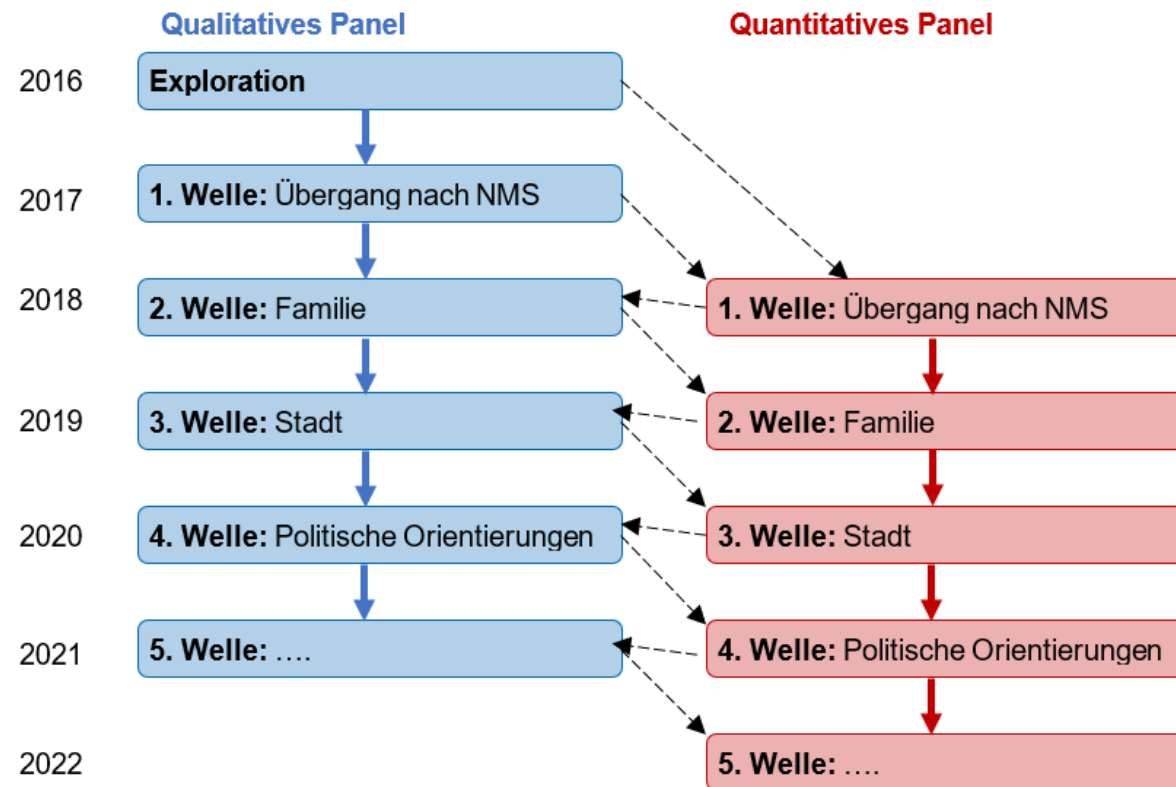 Qualitatives Panel
Quantitatives Panel
2016
Exploration
2017
1. Welle: Übergang nach NMS
2018
2. Welle: Familie
1. Welle: Übergang nach NMS
2019
3. Welle: Stadt
2. Welle: Familie
2020
4. Welle: Politische Orientierungen
3. Welle: Stadt
2021
5. Welle: ....
4. Welle: Politische Orientierungen
2022
5. Welle: ....